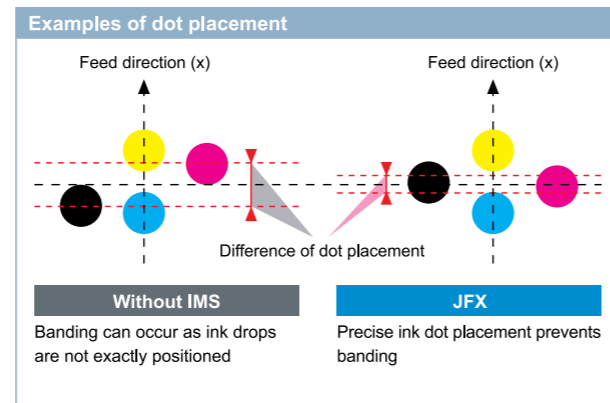 Examples of dot placement
Feed direction (x)
Feed direction (x)
Difference of dot placement
Without IMS
Banding can occur as ink drops
are not exactly positioned
JFX
Precise ink dot placement prevents
banding